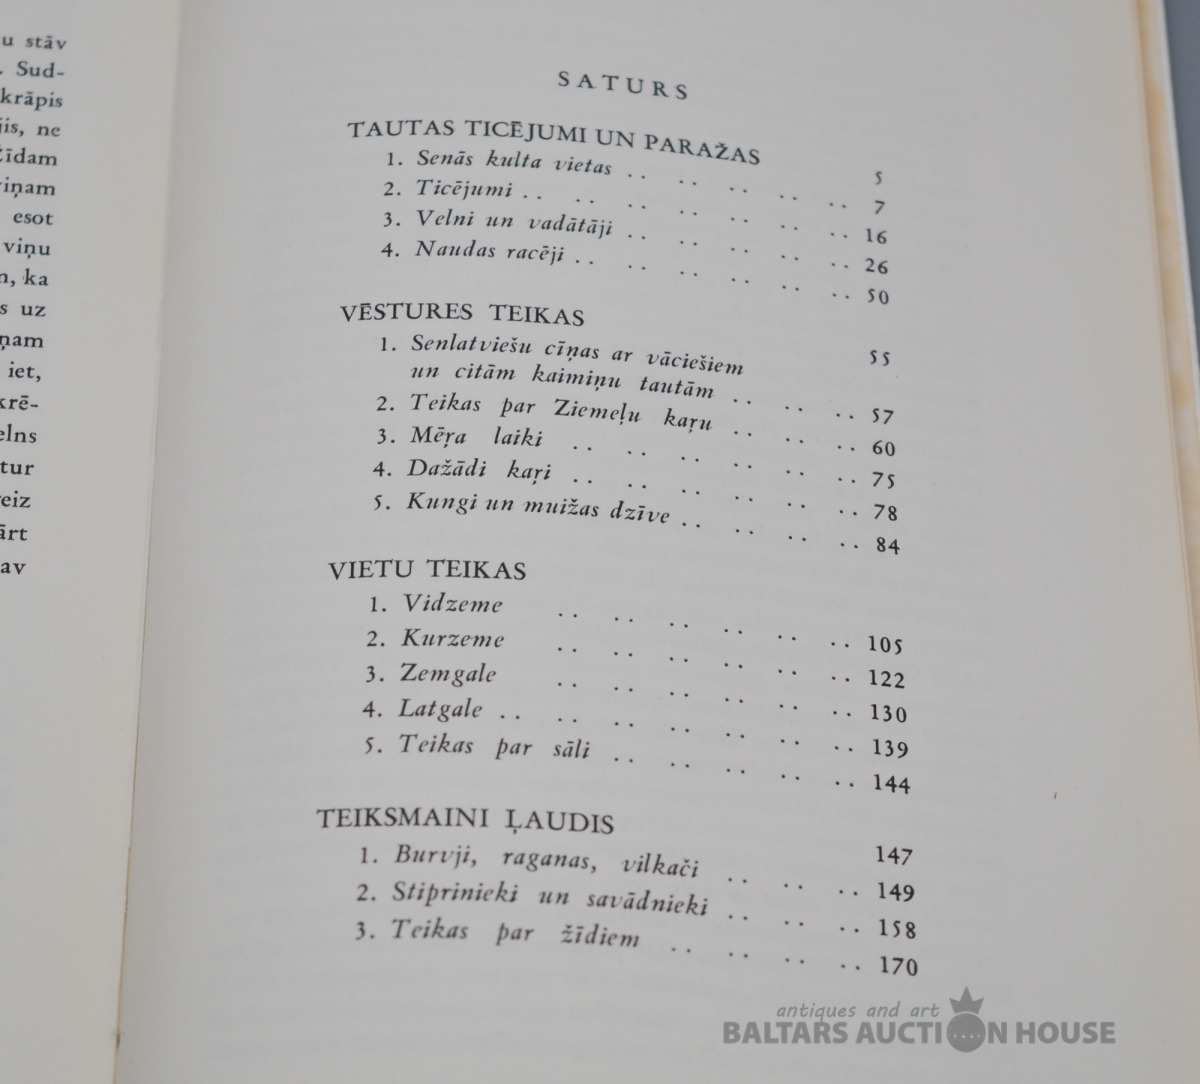 u stāv
. Sud-
krāpis
jis, ne
Zīdam
viņam
esot
viņu
n, ka
s uz
ņam
iet,
krē-
elns
tur
reiz
ārt
av
SATURS
TAUTAS TICĒJUMI UN PARAŽAS 5
1. Senās kulta vietas .. .. .. .. .. 7
2. Ticējumi .. .. .. .. .. .. .. 16
3. Velni un vadātāji .. .. .. .. .. 26
4. Naudas racēji .. .. .. .. .. .. 50
VĒSTURES TEIKAS 55
1. Senlatviešu cīņas ar vāciešiem
un citām kaimiņu tautām .. .. .. 57
2. Teikas par Ziemeļu kaŗu .. .. .. 60
3. Mēŗa laiki .. .. .. .. .. .. 75
4. Dažādi kaŗi .. .. .. .. .. .. 78
5. Kungi un muižas dzīve .. .. .. .. 84
VIETU TEIKAS
1. Vidzeme .. .. .. .. .. .. 105
2. Kurzeme .. .. .. .. .. .. 122
3. Zemgale .. .. .. .. .. .. 130
4. Latgale .. .. .. .. .. .. .. 139
5. Teikas par sāli .. .. .. .. .. 144
TEIKSMAINI ĻAUDIS 147
1. Burvji, raganas, vilkači .. .. .. 149
2. Stiprinieki un savādnieki .. .. .. 158
3. Teikas par žīdiem .. .. .. .. 170
antiques and art
BALTARS AUCTION HOUSE